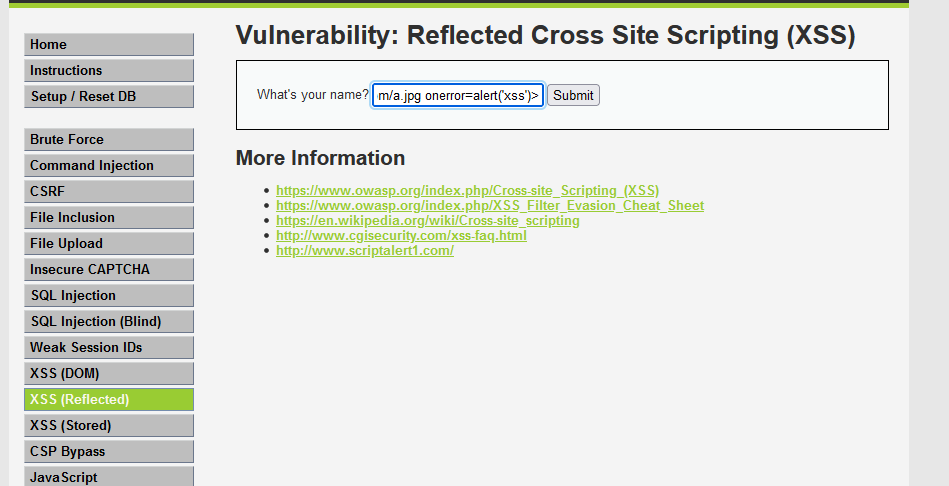 Home
Instructions
Setup / Reset DB
Brute Force
Command Injection
CSRF
File Inclusion
File Upload
Insecure CAPTCHA
SQL Injection
SQL Injection (Blind)
Weak Session IDs
XSS (DOM)
XSS (Reflected)
XSS (Stored)
CSP Bypass
JavaScript
Vulnerability: Reflected Cross Site Scripting (XSS)
What's your name? m/a.jpg onerror=alert('xss')> Submit
More Information
https://www.owasp.org/index.php/Cross-site_Scripting_(XSS)
https://www.owasp.org/index.php/XSS_Filter_Evasion_Cheat_Sheet
https://en.wikipedia.org/wiki/Cross-site_scripting
http://www.cgisecurity.com/xss-faq.html
http://www.scriptalert1.com/